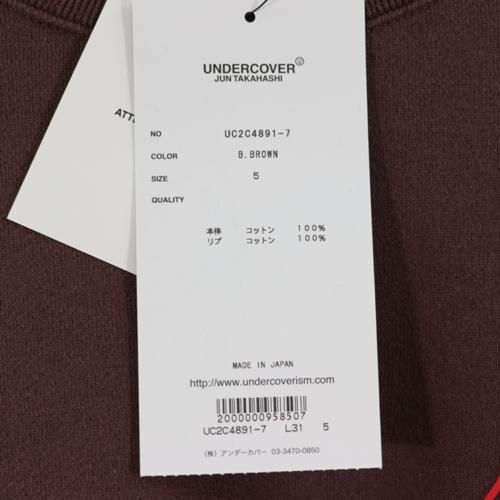 UNDERCOVER Ⓤ
JUN TAKAHASHI
ATT
NO UC2C4891-7
COLOR B.BROWN
SIZE 5
QUALITY
本体 コットン 100%
リブ コットン 100%
MADE IN JAPAN
http://www.undercoverism.com
2000000958507
UC2C4891-7 L31 5
(株) アンダーカバー 03-3470-0850